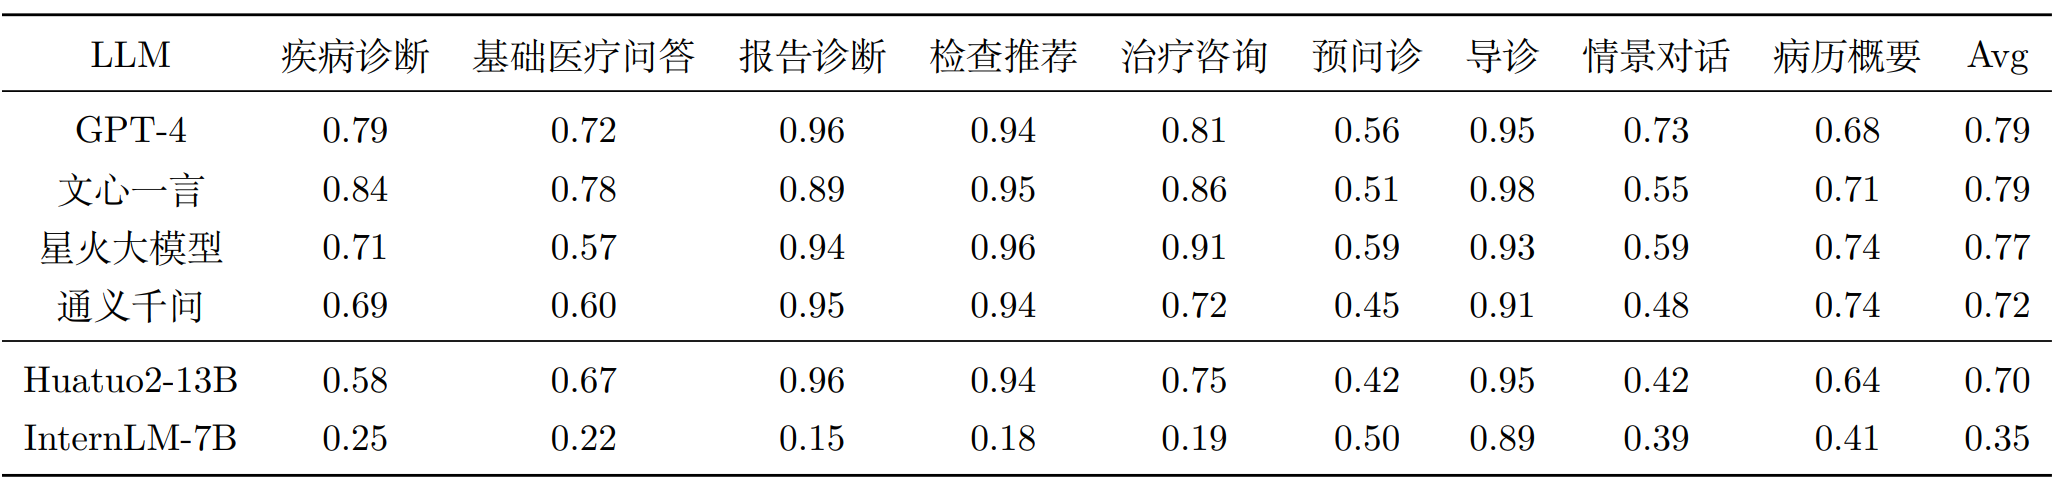 LLM 疾病诊断 基础医疗问答 报告诊断 检查推荐 治疗咨询 预问诊 导诊 情景对话 病历概要 Avg
GPT-4 0.79 0.72 0.96 0.94 0.81 0.56 0.95 0.73 0.68 0.79
文心一言 0.84 0.78 0.89 0.95 0.86 0.51 0.98 0.55 0.71 0.79
星火大模型 0.71 0.57 0.94 0.96 0.91 0.59 0.93 0.59 0.74 0.77
通义千问 0.69 0.60 0.95 0.94 0.72 0.45 0.91 0.48 0.74 0.72
Huatuo2-13B 0.58 0.67 0.96 0.94 0.75 0.42 0.95 0.42 0.64 0.70
InternLM-7B 0.25 0.22 0.15 0.18 0.19 0.50 0.89 0.39 0.41 0.35